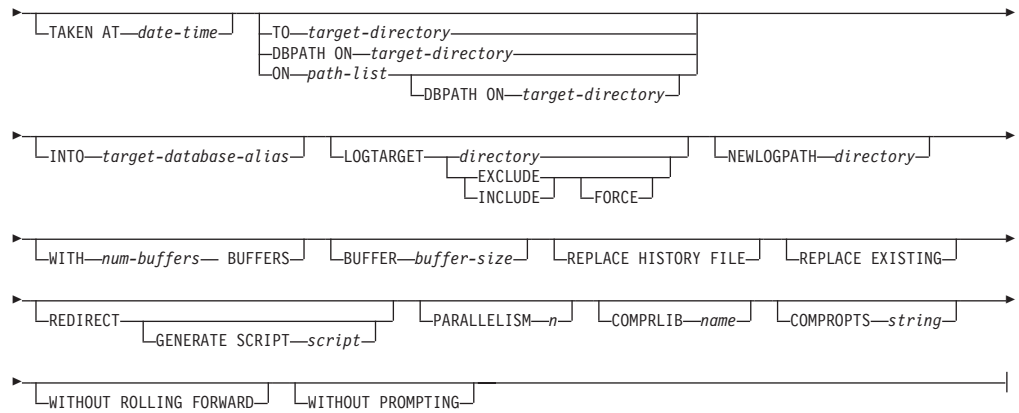 TAKEN AT date-time TO target-directory
DBPATH ON target-directory
ON path-list
DBPATH ON target-directory
INTO target-database-alias LOGTARGET directory NEWLOGPATH directory
EXCLUDE
INCLUDE FORCE
WITH num-buffers BUFFERS BUFFER buffer-size REPLACE HISTORY FILE REPLACE EXISTING
REDIRECT PARALLELISM n COMPRLIB name COMPROPTS string
GENERATE SCRIPT script
WITHOUT ROLLING FORWARD WITHOUT PROMPTING